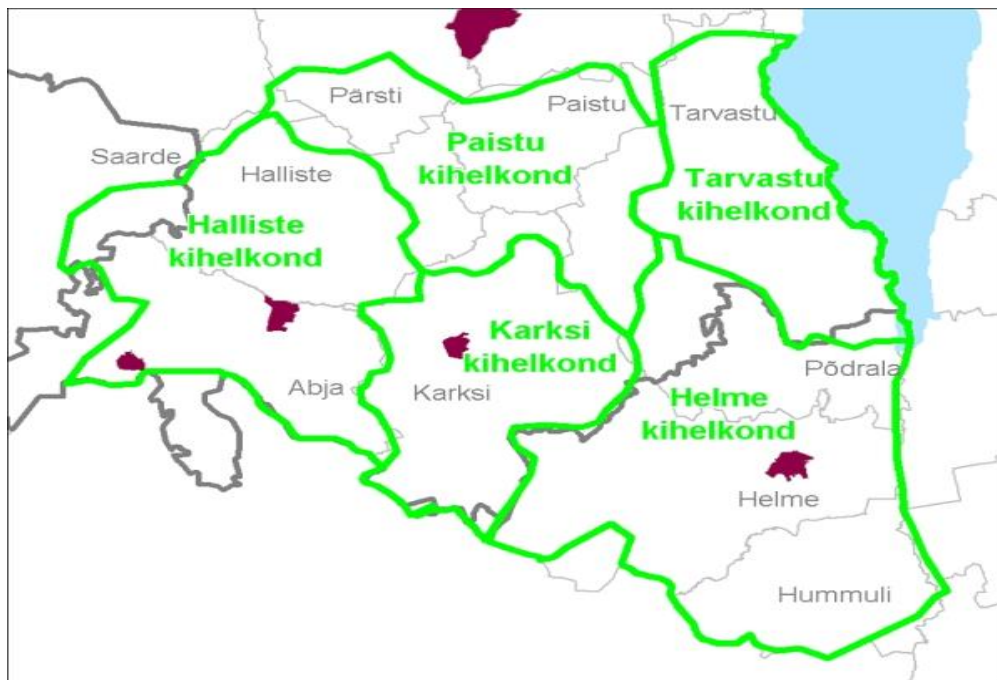 Pärsti
Paistu
Tarvastu
Saarde
Halliste
Paistu
kihelkond
Tarvastu
kihelkond
Halliste
kihelkond
Karksi
kihelkond
Abja
Karksi
Põdrala
Helme
kihelkond
Helme
Hummuli